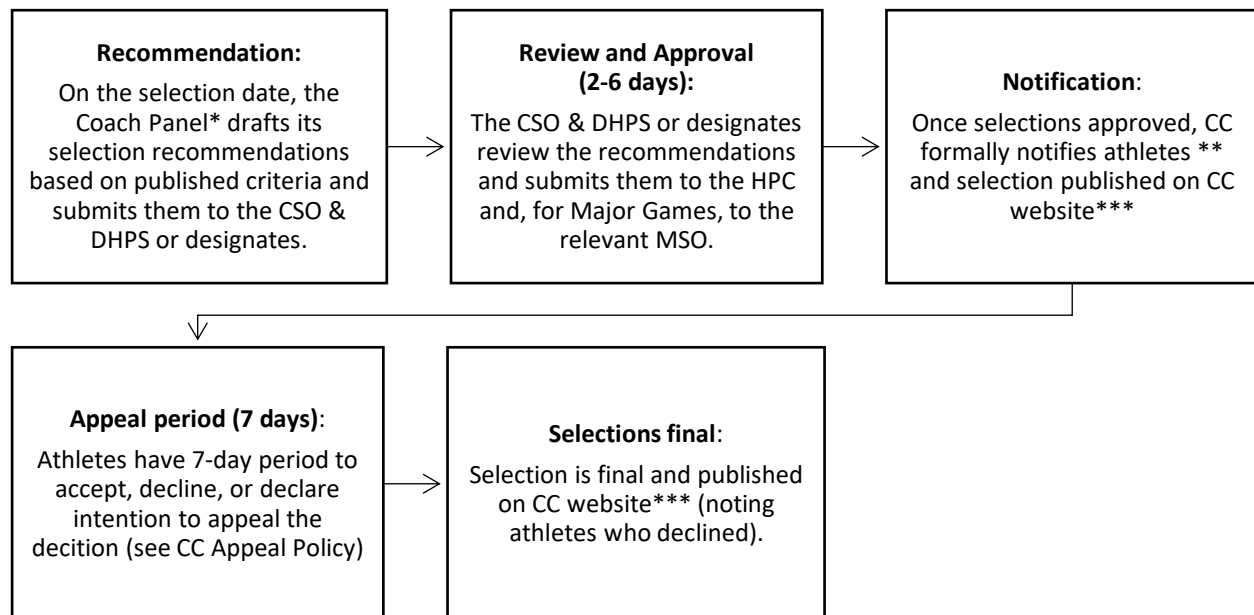 Recommendation:
On the selection date, the
Coach Panel* drafts its
selection recommendations
based on published criteria and
submits them to the CSO &
DHPS or designates.
Review and Approval
(2-6 days):
The CSO & DHPS or designates
review the recommendations
and submits them to the HPC
and, for Major Games, to the
relevant MSO.
Notification:
Once selections approved, CC
formally notifies athletes **
and selection published on CC
website***
Appeal period (7 days):
Athletes have 7-day period to
accept, decline, or declare
intention to appeal the
decition (see CC Appeal Policy)
Selections final:
Selection is final and published
on CC website*** (noting
athletes who declined).